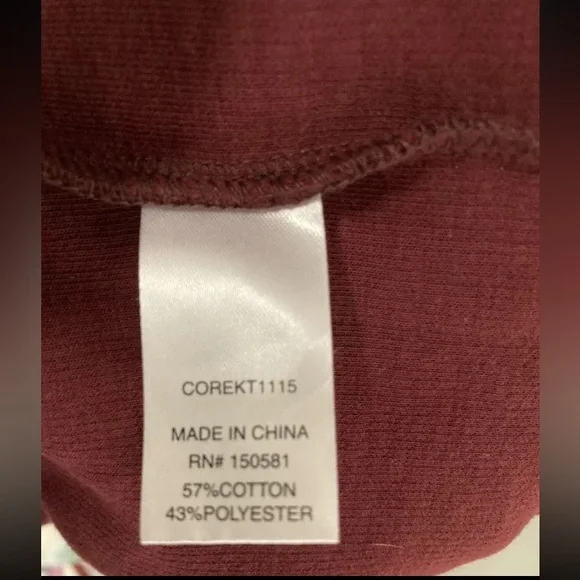 COREKT1115
MADE IN CHINA
RN# 150581
57%COTTON
43%POLYESTER